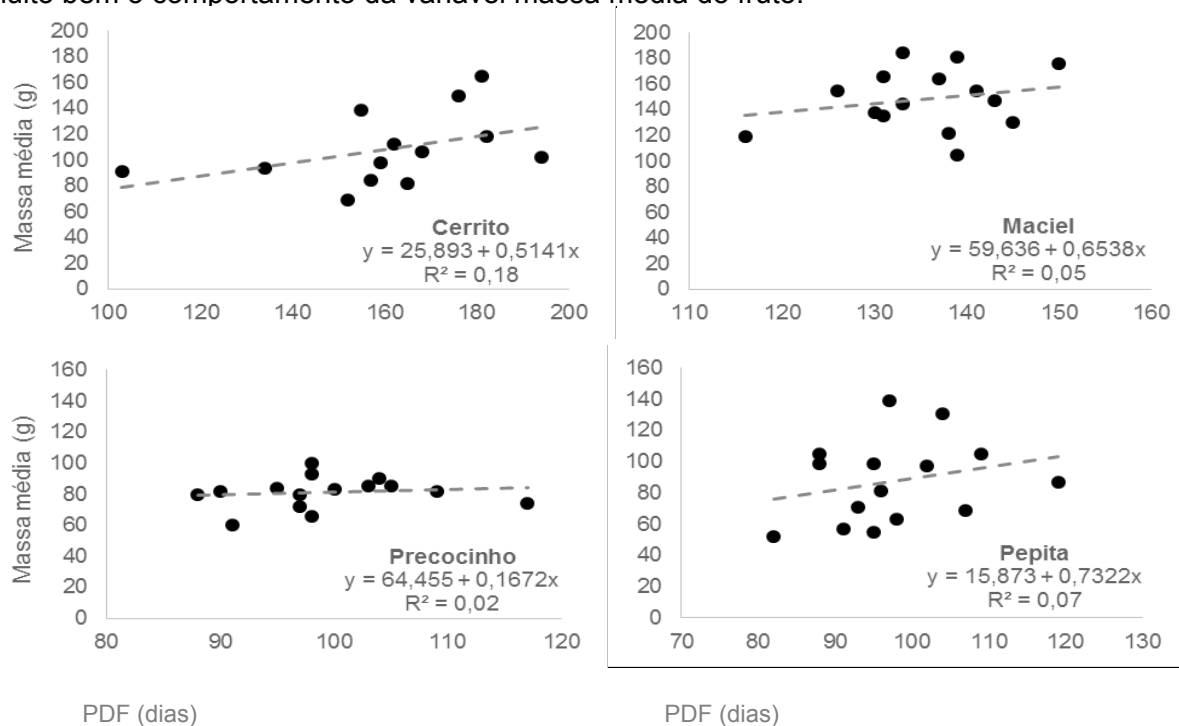 muito bem o comportamento da variável massa média do fruto.
Massa média (g)
200
180
160
140
120
100
80
60
40
20
0
Cerrito
y = 25,893 + 0,5141x
R² = 0,18
100 120 140 160 180 200
200
180
160
140
120
100
80
60
40
20
0
Maciel
y = 59,636 + 0,6538x
R² = 0,05
110 120 130 140 150 160
Massa média (g)
160
140
120
100
80
60
40
20
0
Precocinho
y = 64,455 + 0,1672x
R² = 0,02
80 90 100 110 120
160
140
120
100
80
60
40
20
0
Pepita
y = 15,873 + 0,7322x
R² = 0,07
70 80 90 100 110 120 130
PDF (dias) PDF (dias)